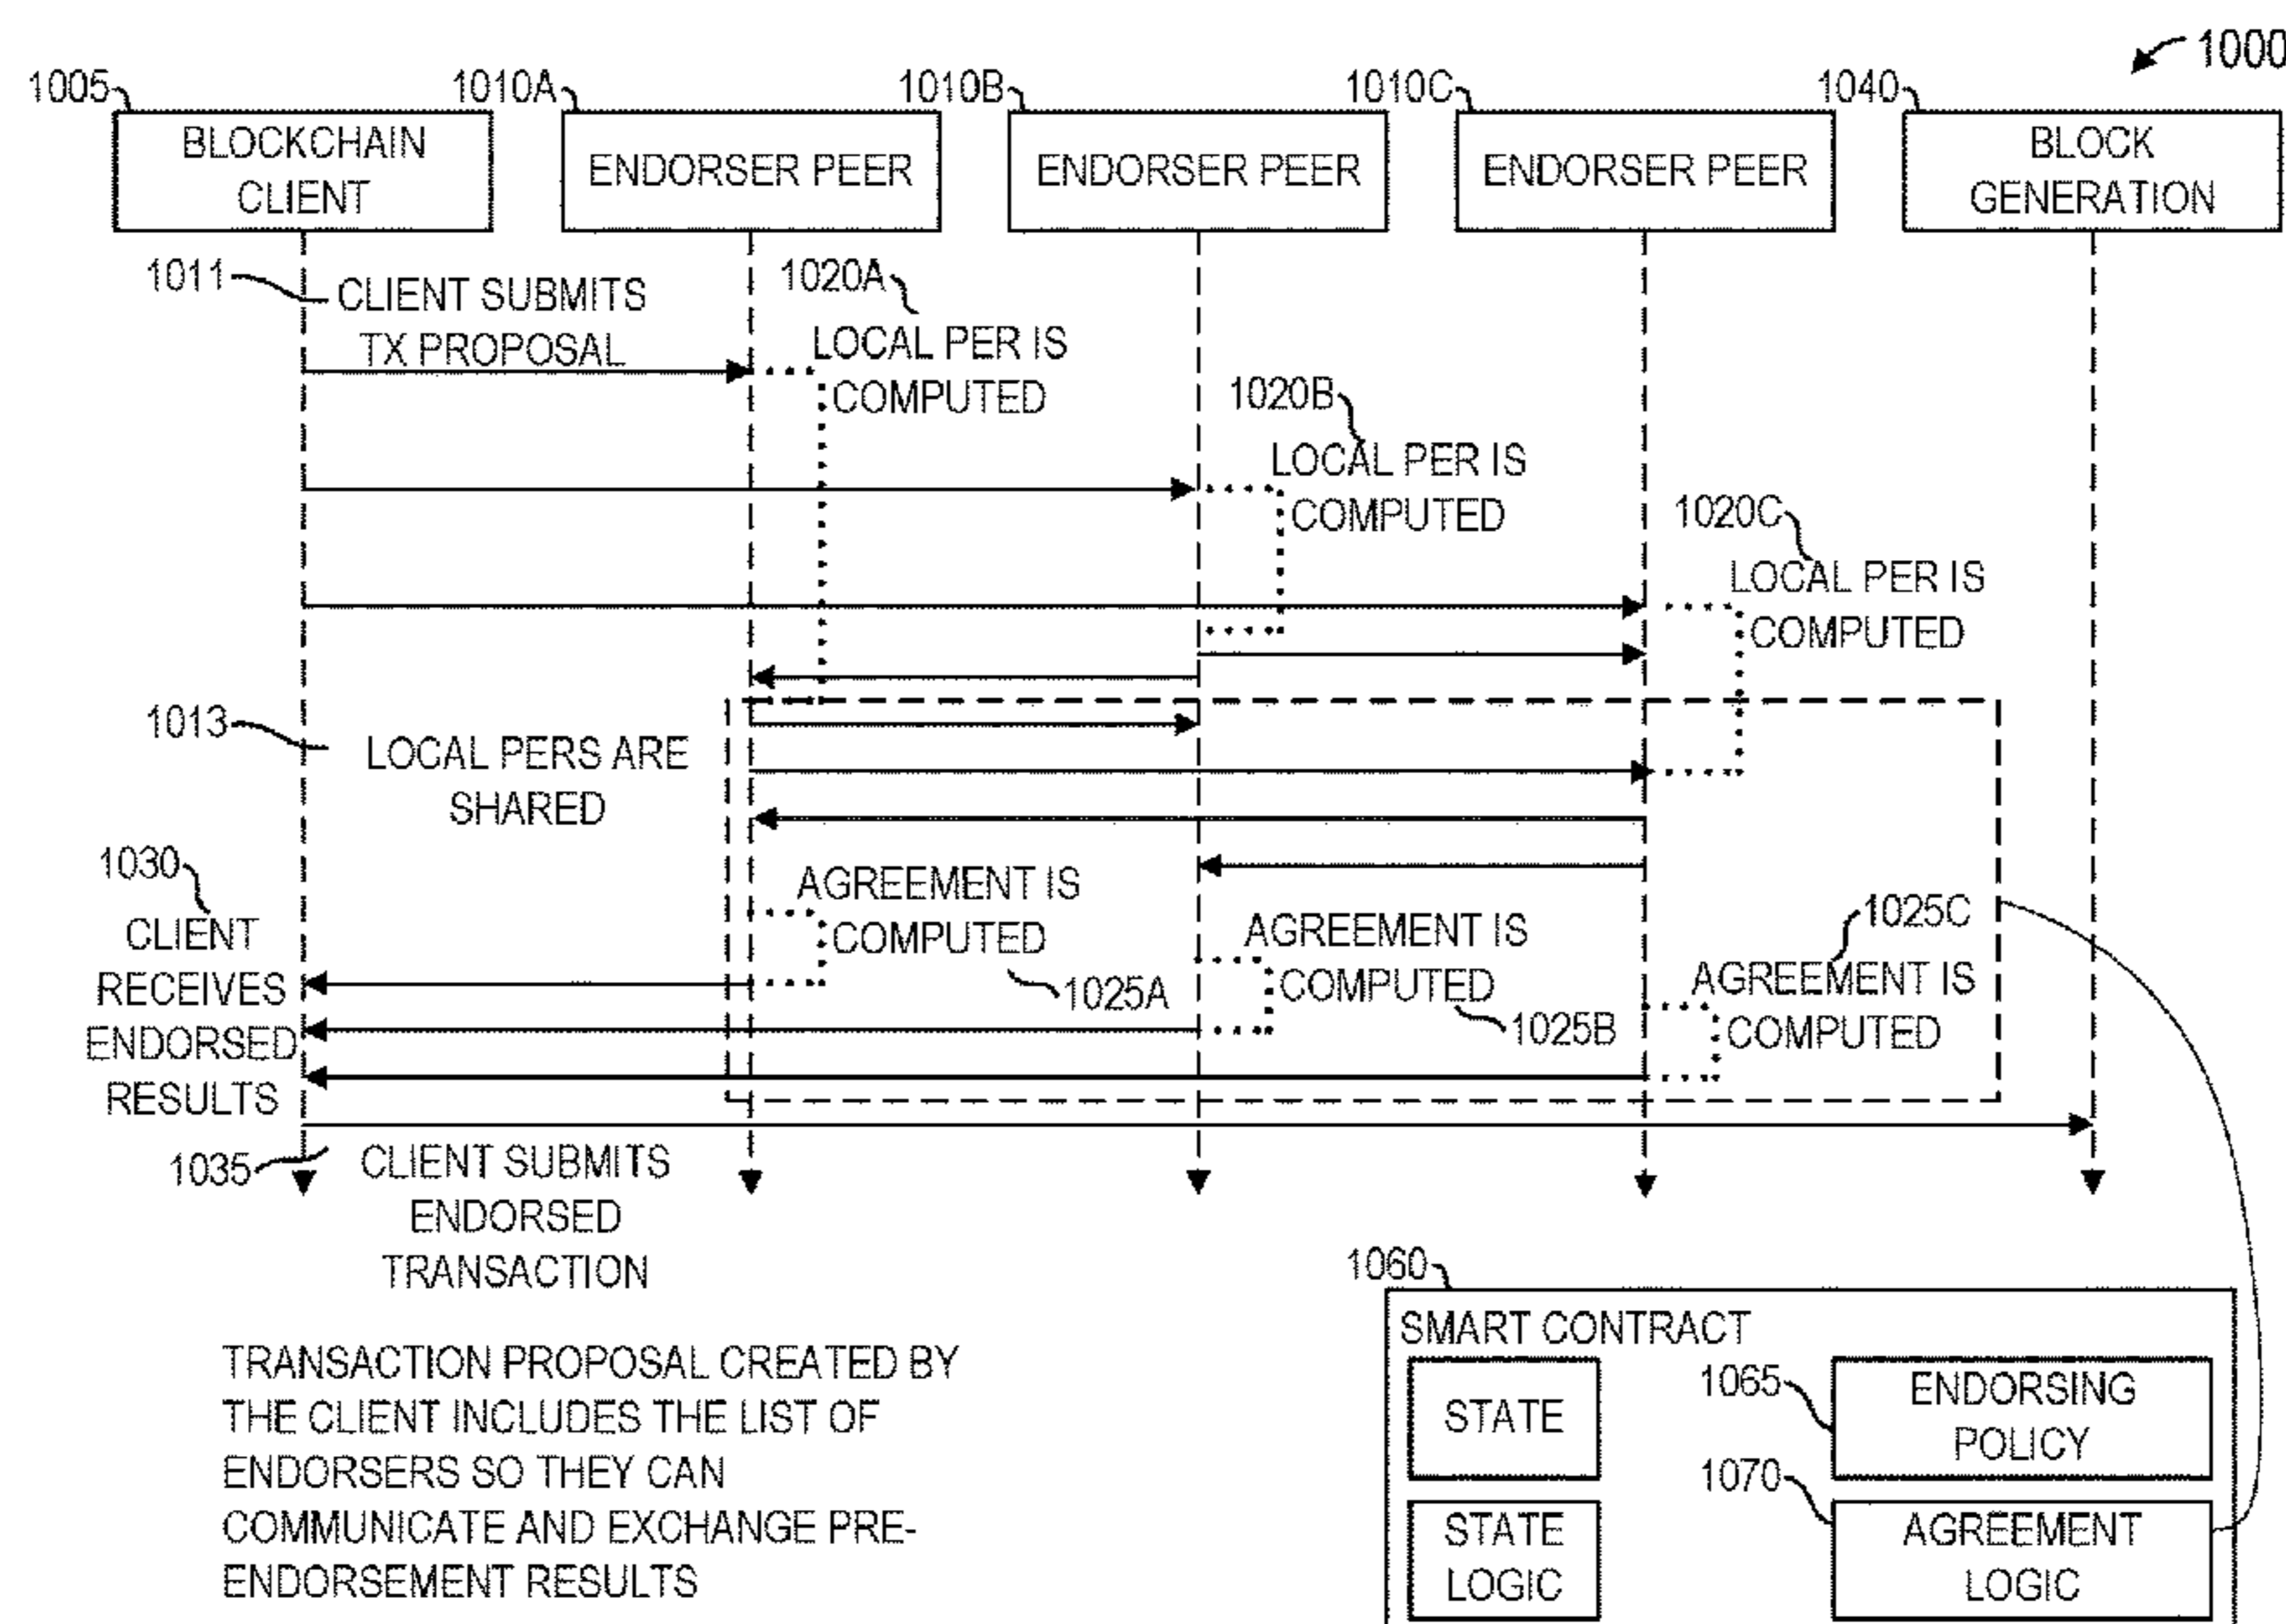 1000
1005
1010A
1010B
1010C
1040
BLOCKCHAIN
CLIENT
ENDORSER PEER
ENDORSER PEER
ENDORSER PEER
BLOCK
GENERATION
1011
CLIENT SUBMITS
TX PROPOSAL
1020A
LOCAL PER IS
COMPUTED
1020B
LOCAL PER IS
COMPUTED
1020C
LOCAL PER IS
COMPUTED
1013
LOCAL PERS ARE
SHARED
1030
CLIENT
RECEIVES
ENDORSED
RESULTS
AGREEMENT IS
COMPUTED
1025A
AGREEMENT IS
COMPUTED
1025B
1025C
AGREEMENT IS
COMPUTED
1035
CLIENT SUBMITS
ENDORSED
TRANSACTION
TRANSACTION PROPOSAL CREATED BY
THE CLIENT INCLUDES THE LIST OF
ENDORSERS SO THEY CAN
COMMUNICATE AND EXCHANGE PRE-
ENDORSEMENT RESULTS
1060
SMART CONTRACT
STATE
1065
ENDORSING
POLICY
STATE
LOGIC
1070
AGREEMENT
LOGIC